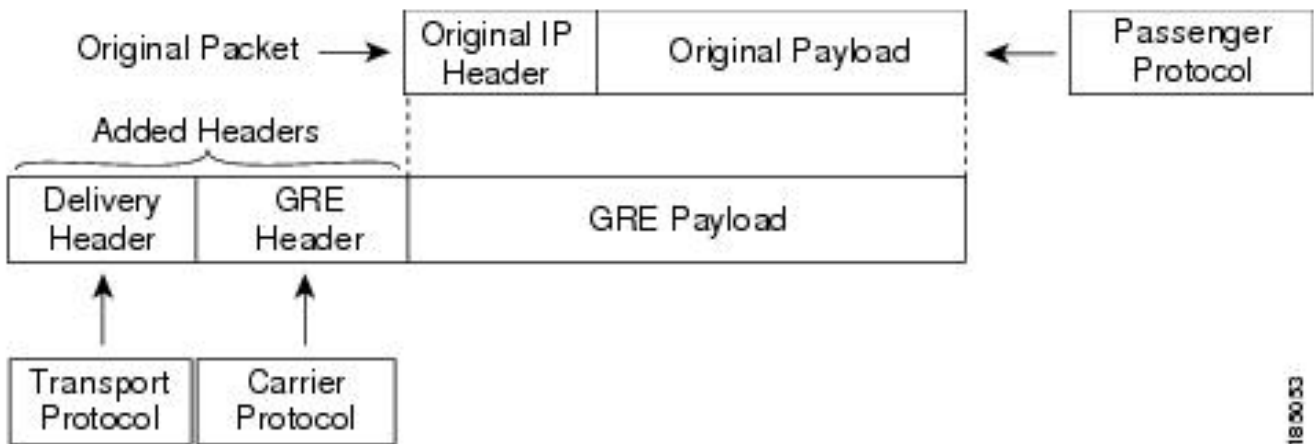 Original Packet
Original IP
Header
Original Payload
Passenger
Protocol
Added Headers
Delivery
Header
GRE
Header
GRE Payload
Transport
Protocol
Carrier
Protocol
185053